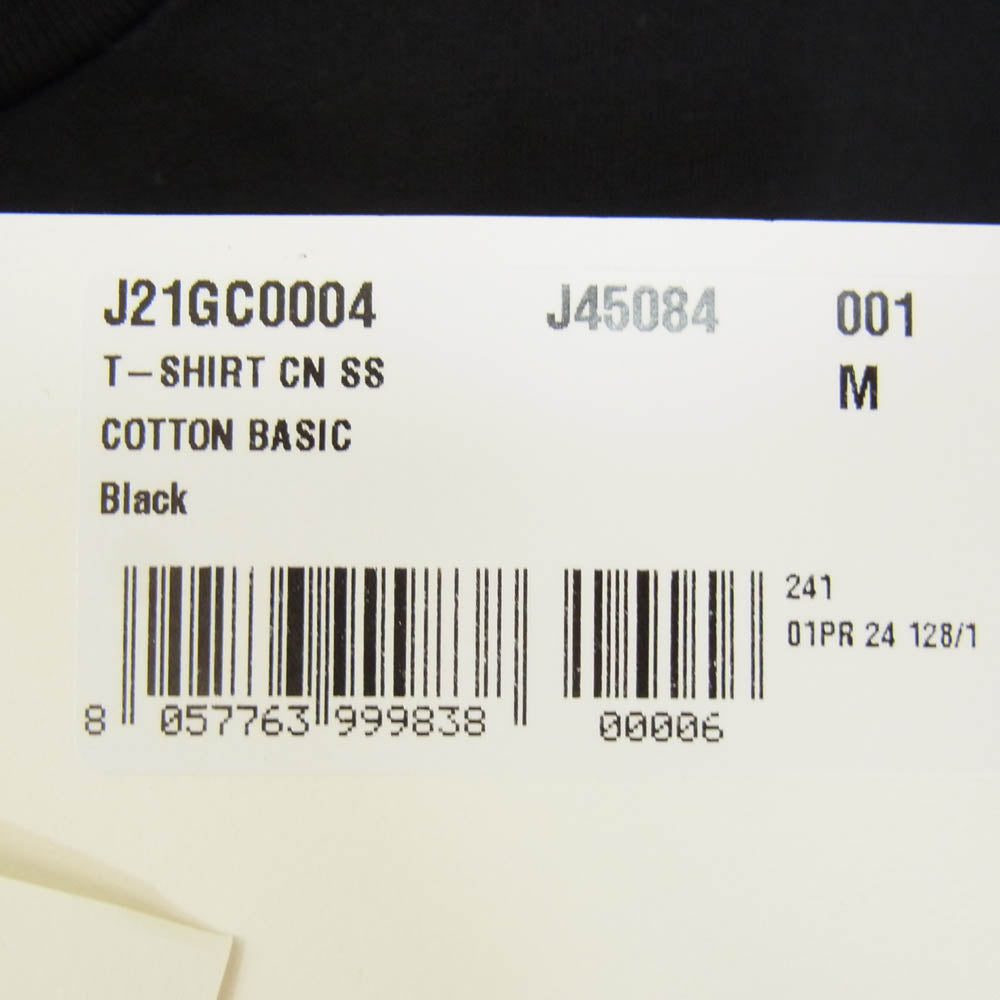 J21GC0004 J45084 001
T-SHIRT CN SS M
COTTON BASIC
Black
241
01PR 24 128/1
8 057763 999838 00006